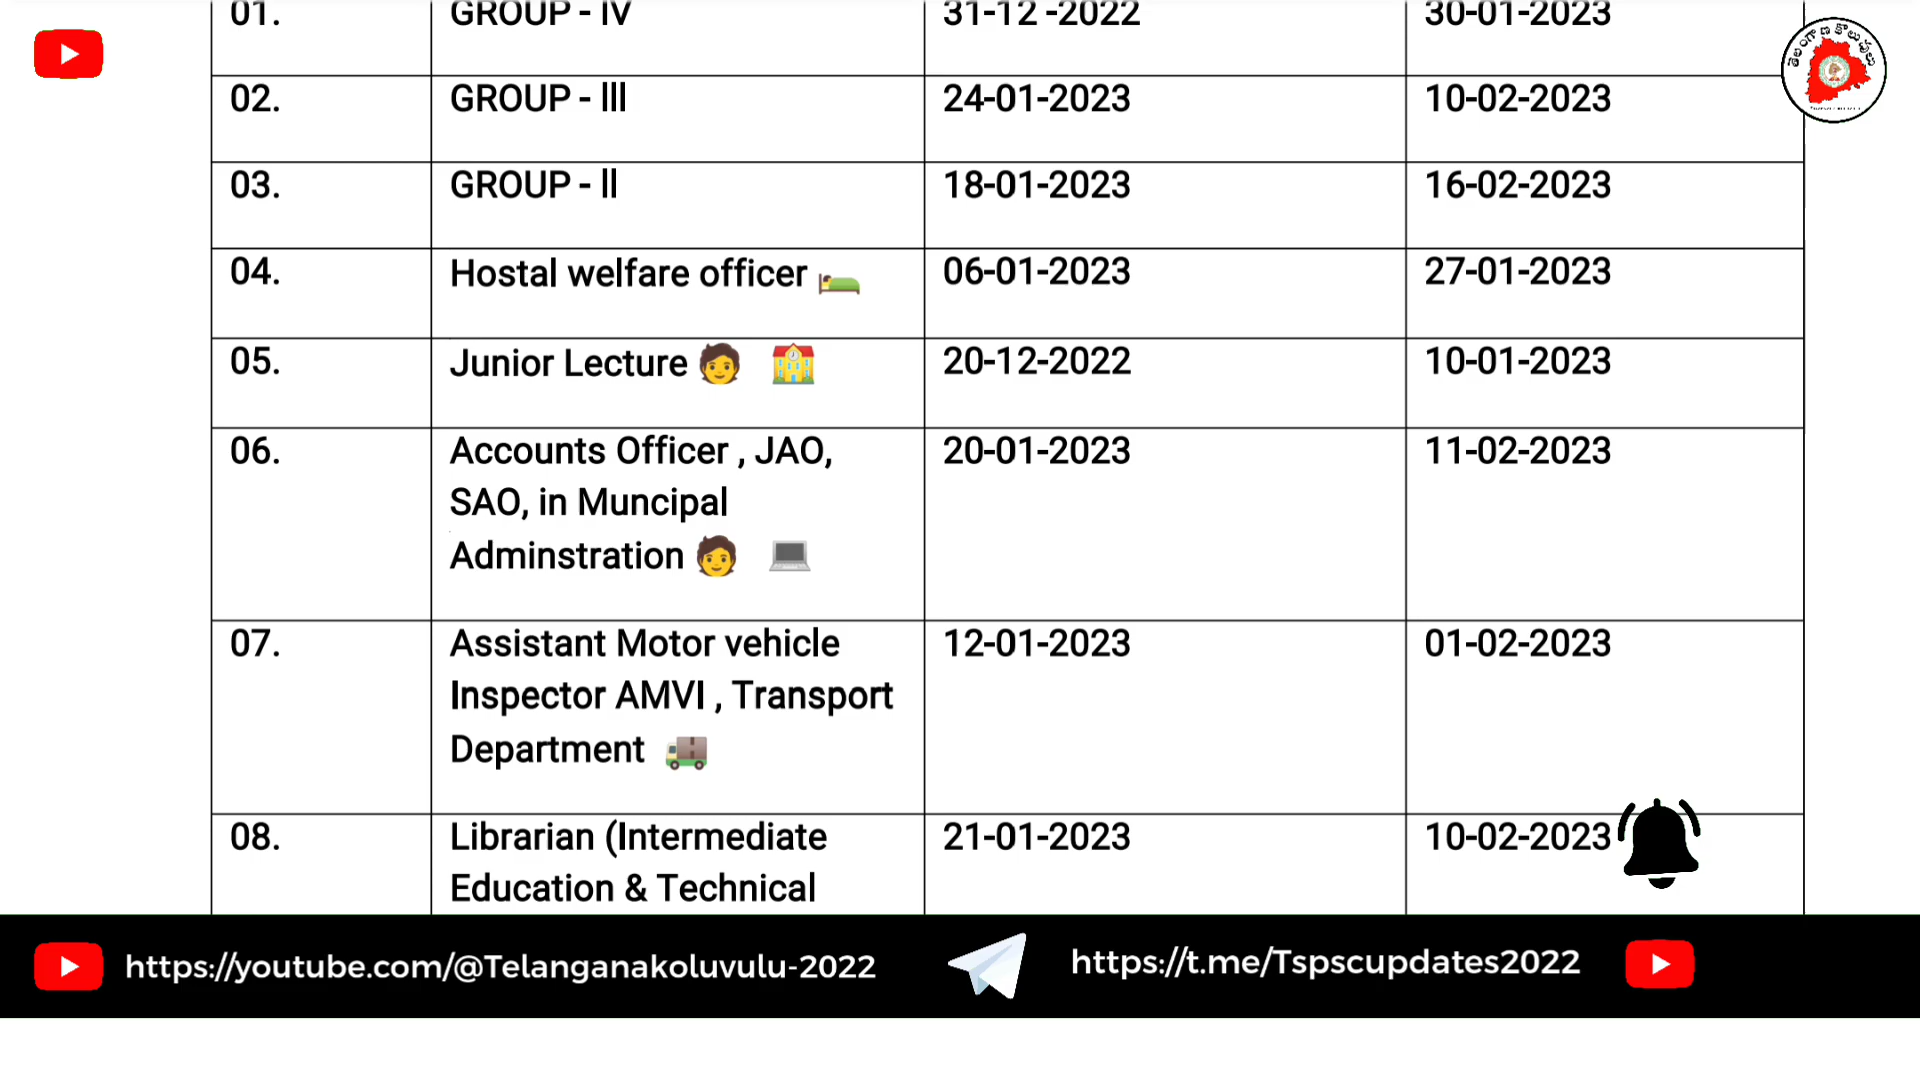 01. GROUP - IV 31-12 -2022 30-01-2023
తెలంగాణ కొలువులు
02. GROUP - III 24-01-2023 10-02-2023
03. GROUP - II 18-01-2023 16-02-2023
04. Hostal welfare officer 06-01-2023 27-01-2023
05. Junior Lecture 20-12-2022 10-01-2023
06. Accounts Officer , JAO, 20-01-2023 11-02-2023
SAO, in Muncipal
Adminstration
07. Assistant Motor vehicle 12-01-2023 01-02-2023
Inspector AMVI , Transport
Department
08. Librarian (Intermediate 21-01-2023 10-02-2023
Education & Technical
https://youtube.com/@Telanganakoluvulu-2022 https://t.me/Tspscupdates2022